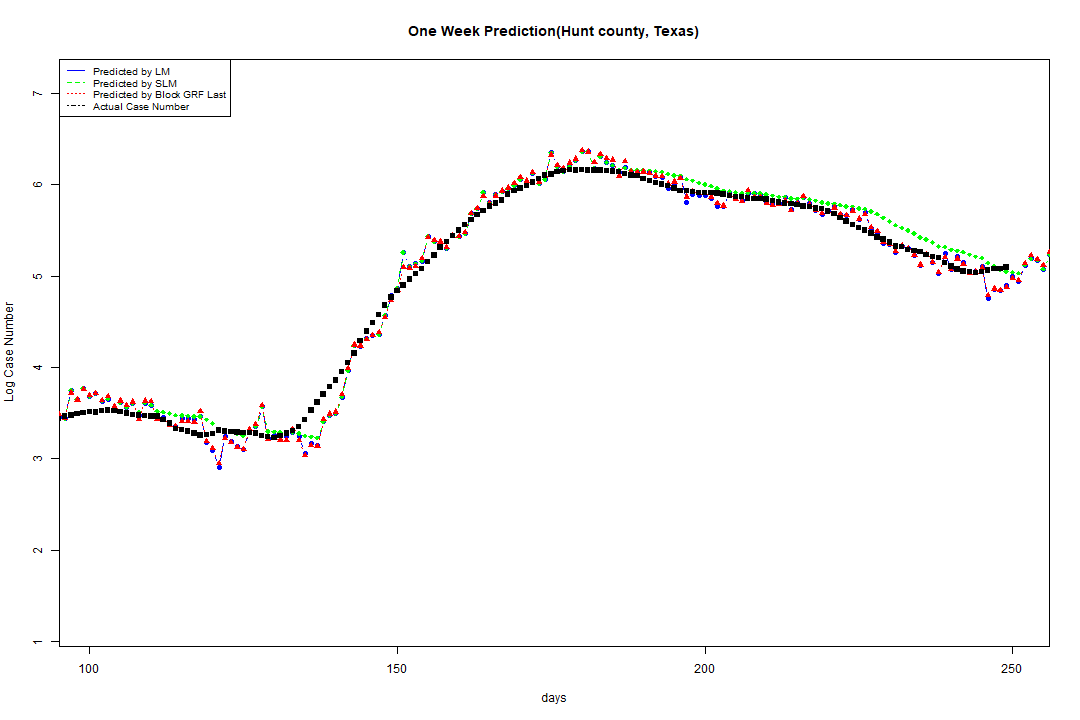 One Week Prediction(Hunt county, Texas)
Predicted by LM
Predicted by SLM
Predicted by Block GRF Last
Actual Case Number
7
6
5
4
3
2
1
Log Case Number
100 150 200 250
days